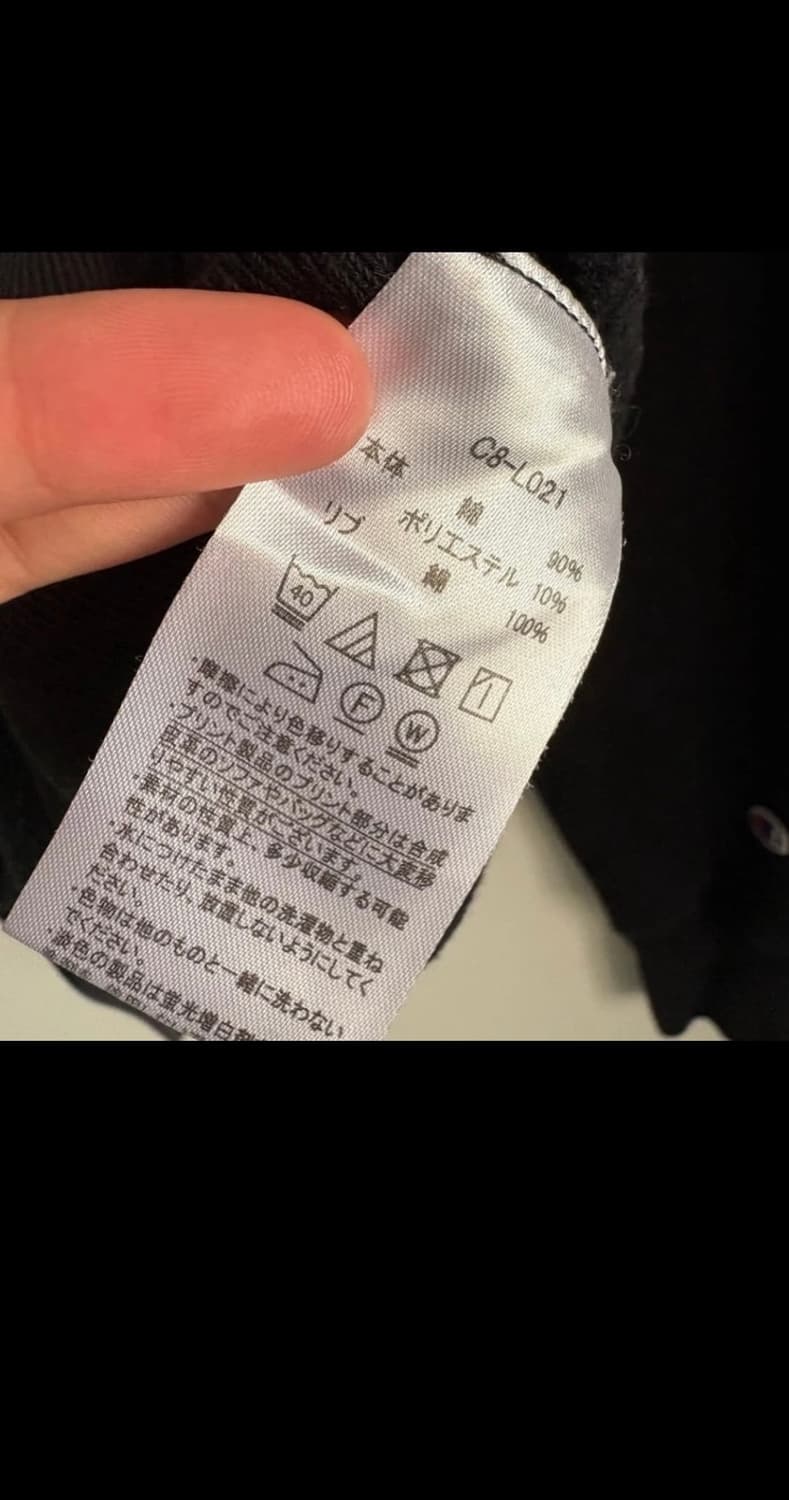 C8-L021
本体 綿 90%
ポリエステル 10%
リブ 綿 100%
40
F W
・摩擦により色移りすることがありま
すのでご注意ください。
・プリント製品のプリント部分は合成
皮革のソファやバッグなどに大変移
りやすい性質がございます。
・素材の性質上、多少収縮する可能
性があります。
・水につけたまま他の洗濯物と重ね
合わせたり、放置しないようにしてく
ださい。
・色物は他のものと一緒に洗わない
でください。
・淡色の製品は蛍光増白剤